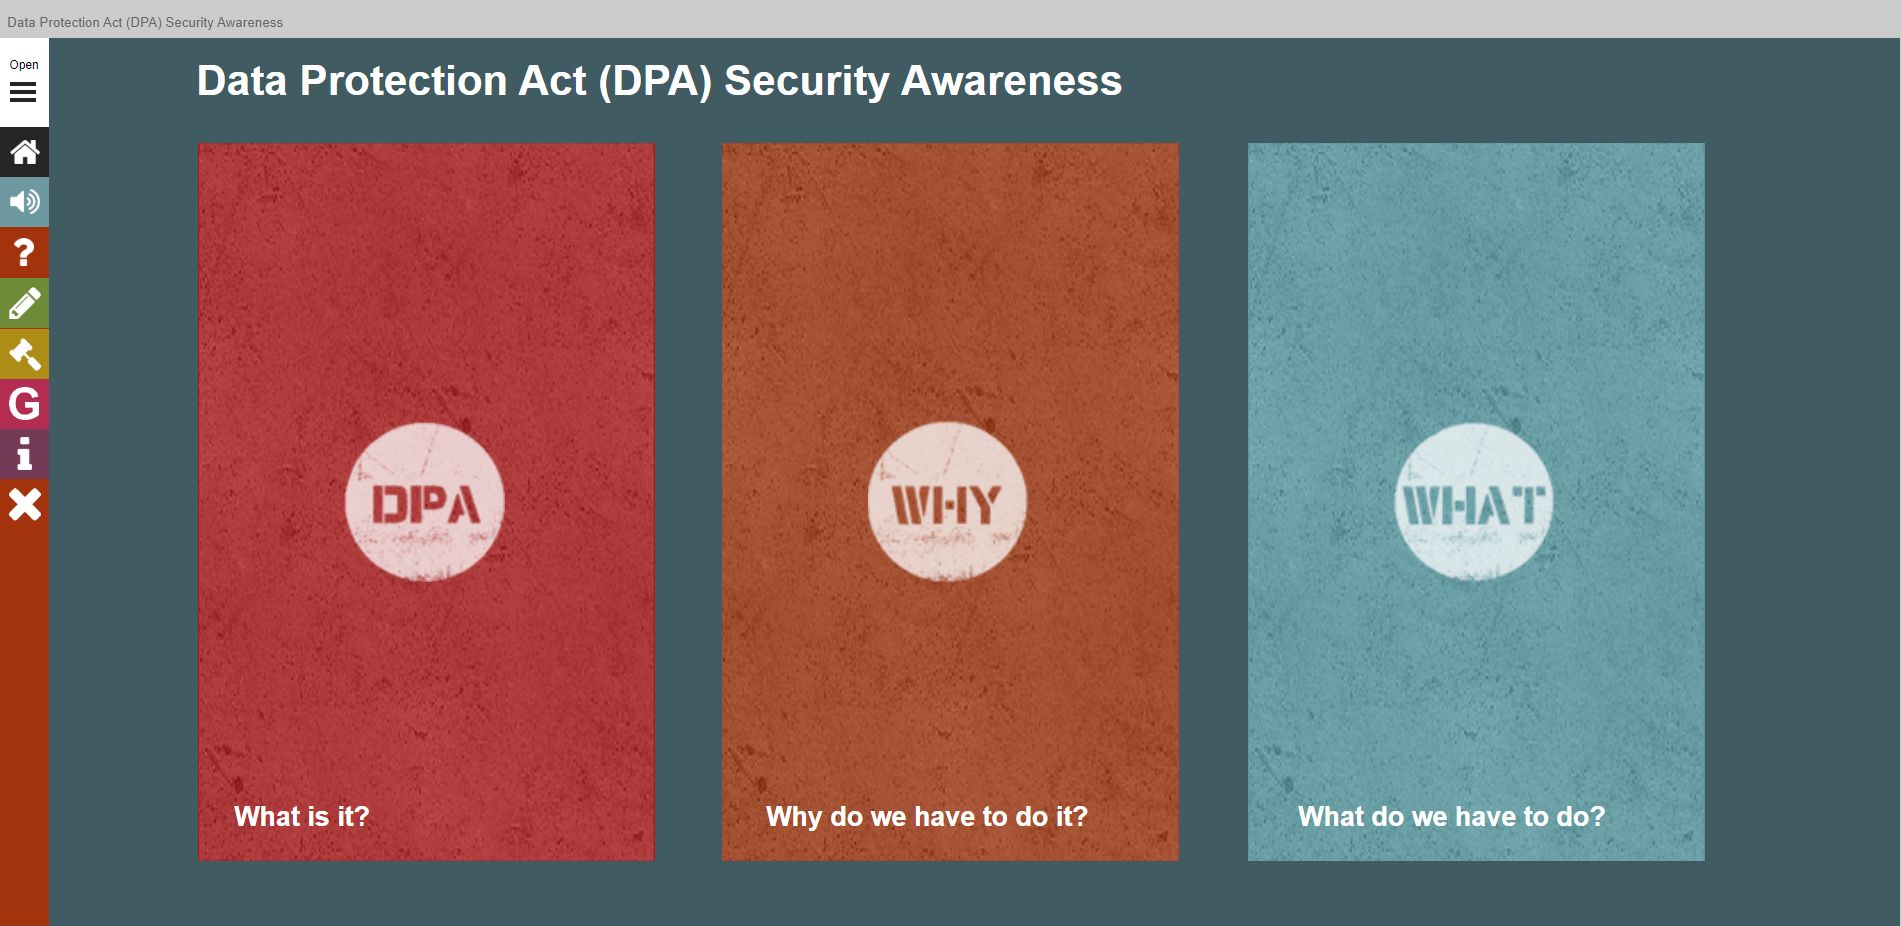 Data Protection Act (DPA) Security Awareness
Open
Data Protection Act (DPA) Security Awareness
?
G
i
DPA
WHY
WHAT
What is it?
Why do we have to do it?
What do we have to do?